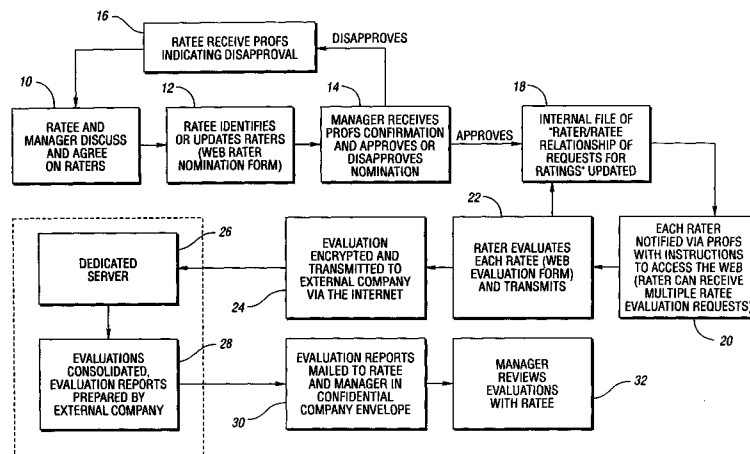 16
RATEE RECEIVE PROFS
INDICATING DISAPPROVAL
DISAPPROVES
10
RATEE AND
MANAGER DISCUSS
AND AGREE
ON RATERS
12
RATEE IDENTIFIES
OR UPDATES RATERS
(WEB RATER
NOMINATION FORM)
14
MANAGER RECEIVES
PROFS CONFIRMATION
AND APPROVES OR
DISAPPROVES
NOMINATION
APPROVES
18
INTERNAL FILE OF
"RATER/RATEE
RELATIONSHIP OF
REQUESTS FOR
RATINGS" UPDATED
20
EACH RATER
NOTIFIED VIA PROFS
WITH INSTRUCTIONS
TO ACCESS THE WEB
(RATER CAN RECEIVE
MULTIPLE RATEE
EVALUATION REQUESTS)
22
RATER EVALUATES
EACH RATEE (WEB
EVALUATION FORM)
AND TRANSMITS
24
EVALUATION
ENCRYPTED AND
TRANSMITTED TO
EXTERNAL COMPANY
VIA THE INTERNET
26
DEDICATED
SERVER
28
EVALUATIONS
CONSOLIDATED,
EVALUATION REPORTS
PREPARED BY
EXTERNAL COMPANY
30
EVALUATION REPORTS
MAILED TO RATEE
AND MANAGER IN
CONFIDENTIAL
COMPANY ENVELOPE
32
MANAGER
REVIEWS
EVALUATIONS
WITH RATEE